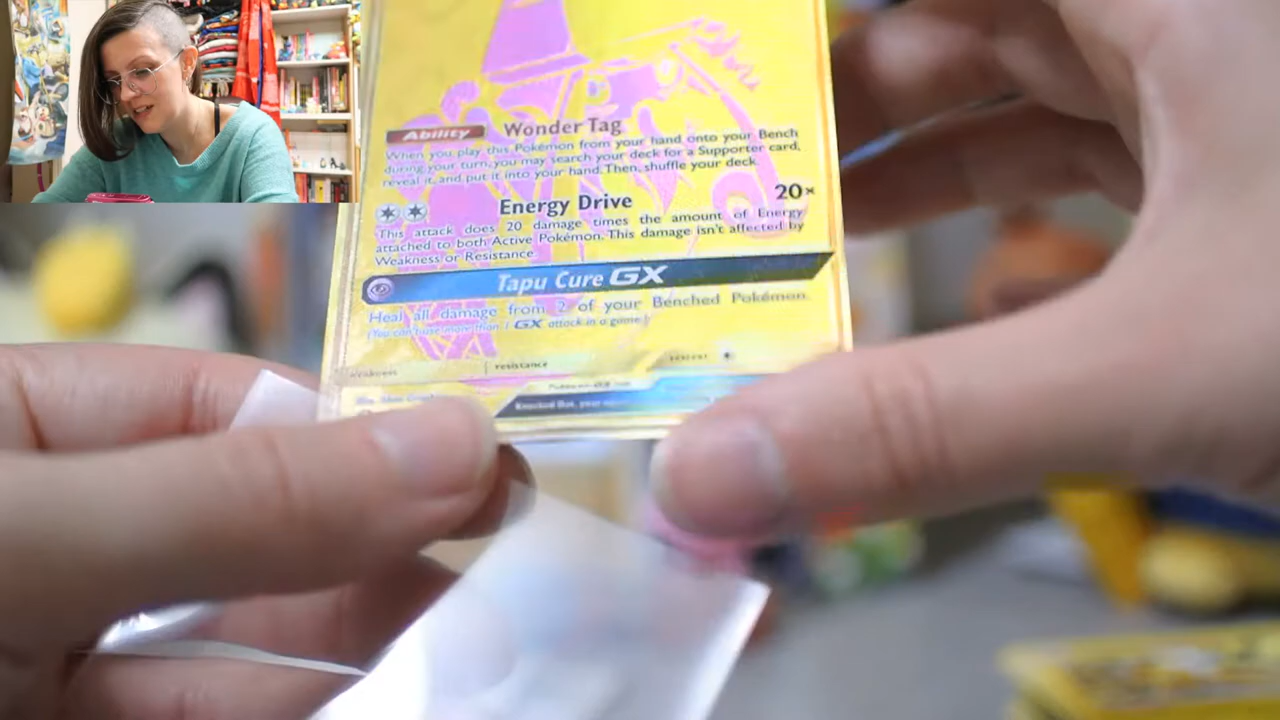 Ability Wonder Tag
When you play this Pokémon from your hand onto your Bench
during your turn, you may search your deck for a Supporter card,
reveal it, and put it into your hand. Then, shuffle your deck.
Energy Drive 20×
This attack does 20 damage times the amount of Energy
attached to both Active Pokémon. This damage isn't affected by
Weakness or Resistance.
Tapu Cure GX
Heal all damage from 2 of your Benched Pokémon.
(You can't use more than 1 GX attack in a game.)
weakness resistance
Knocked Out, your